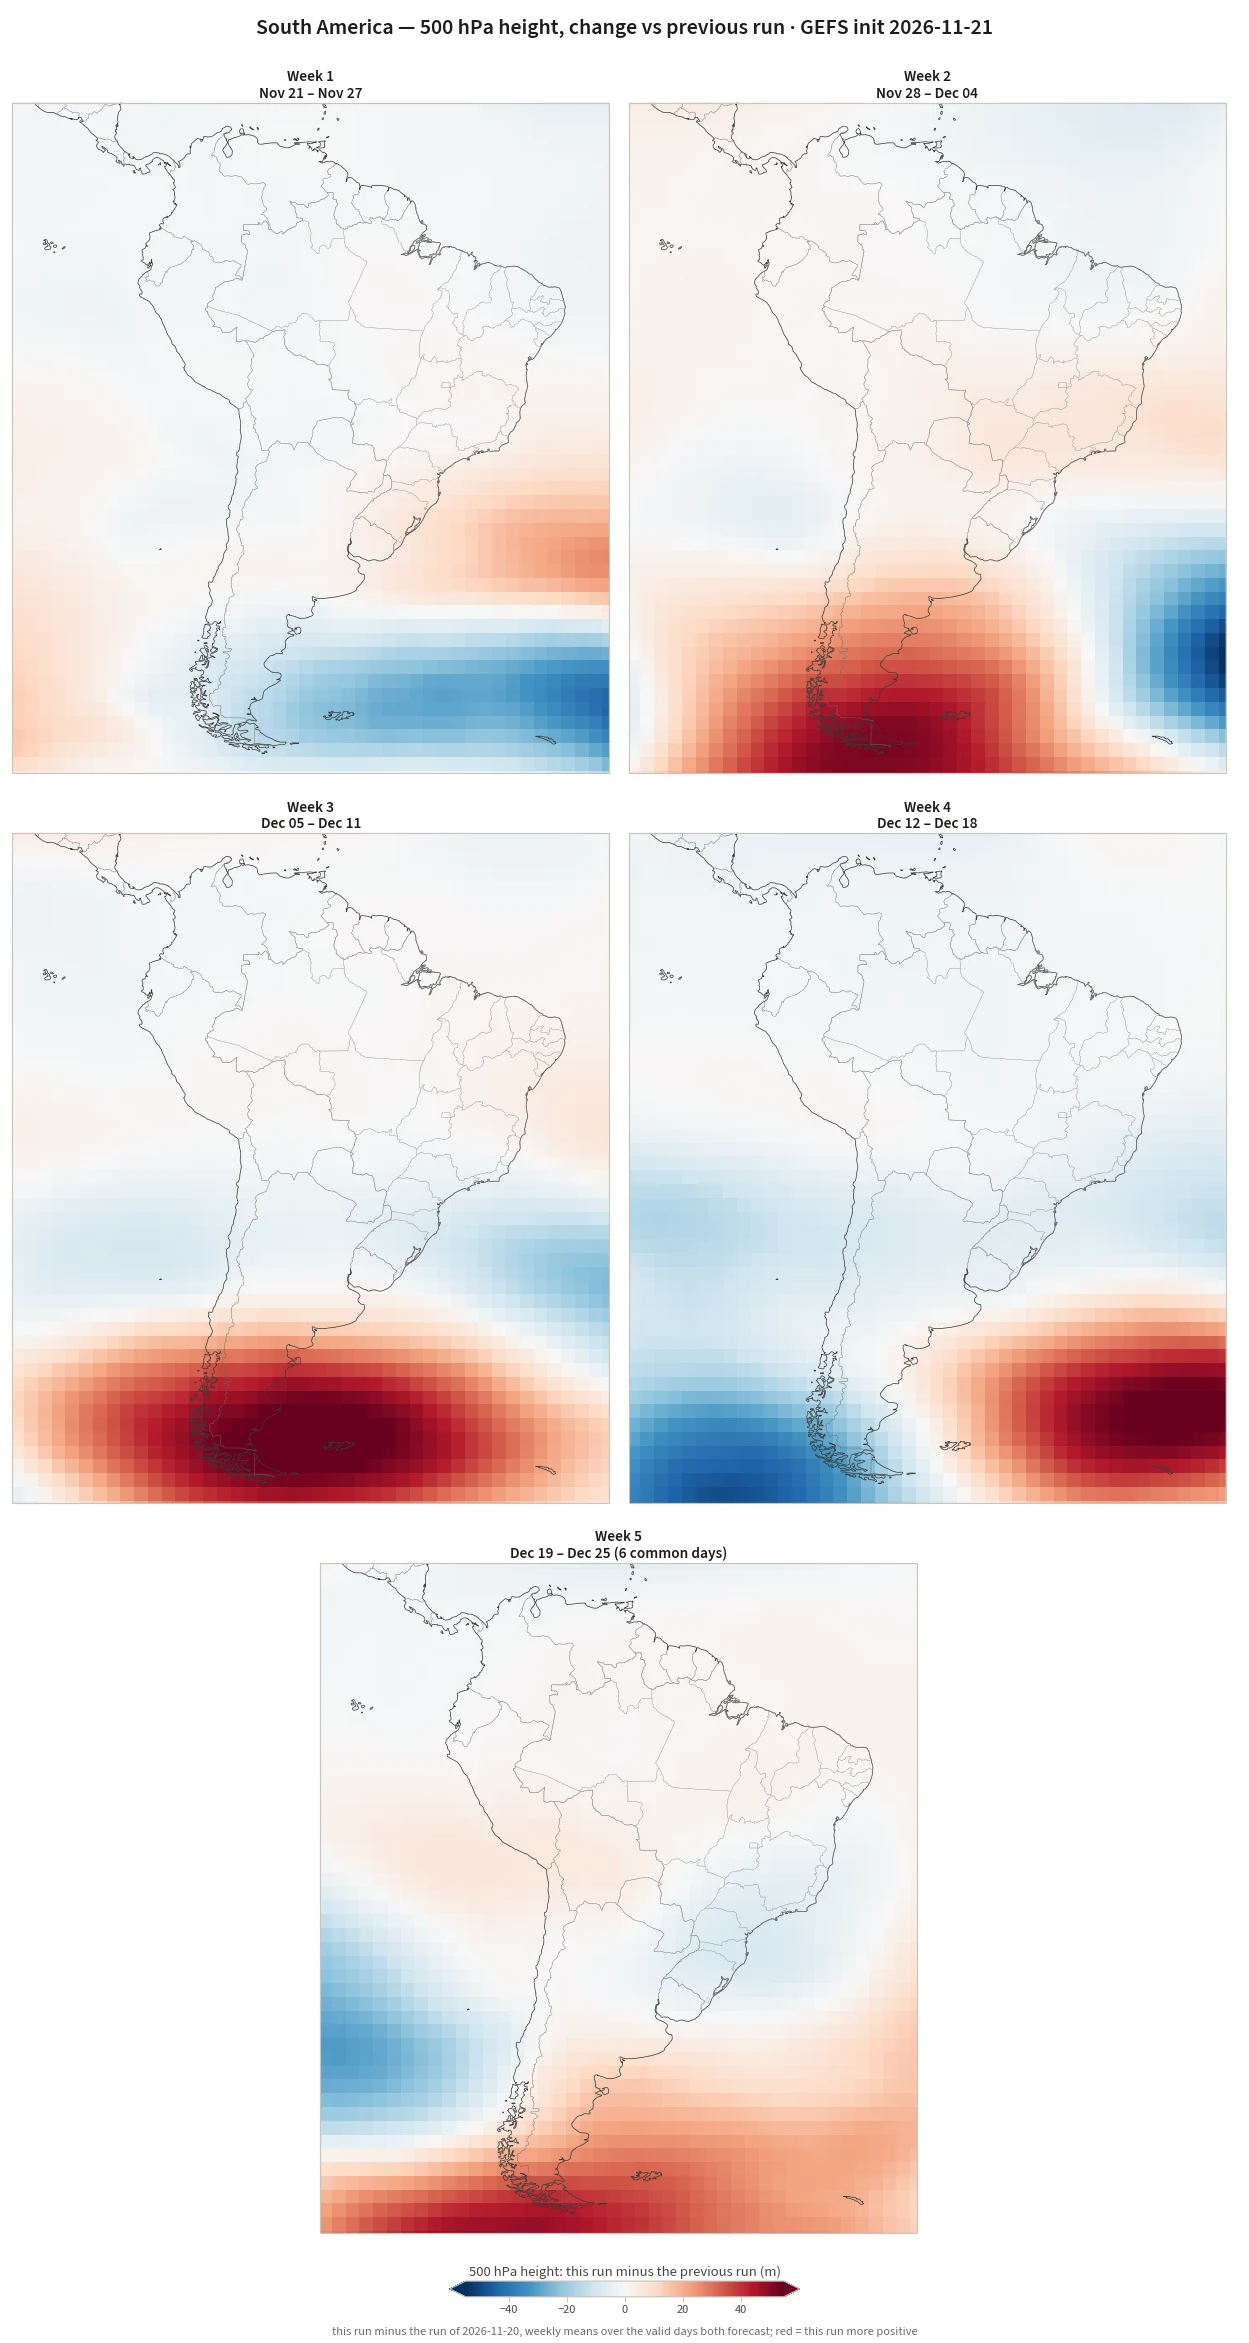 South America — 500 hPa height, change vs previous run · GEFS init 2026-11-21
Week 1
Nov 21 – Nov 27
Week 2
Nov 28 – Dec 04
Week 3
Dec 05 – Dec 11
Week 4
Dec 12 – Dec 18
Week 5
Dec 19 – Dec 25 (6 common days)
500 hPa height: this run minus the previous run (m)
−40 −20 0 20 40
this run minus the run of 2026-11-20, weekly means over the valid days both forecast; red = this run more positive